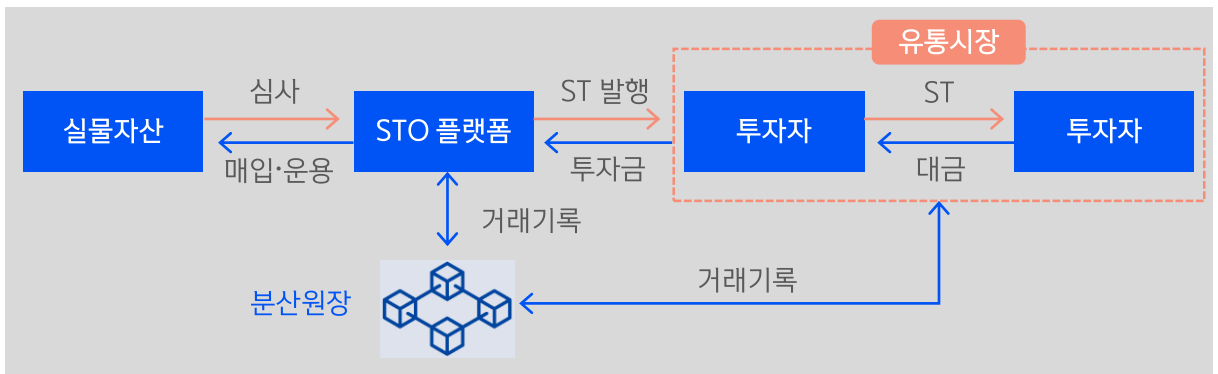 유통시장
실물자산
심사
매입·운용
STO 플랫폼
ST 발행
투자금
투자자
ST
대금
투자자
거래기록
분산원장
거래기록